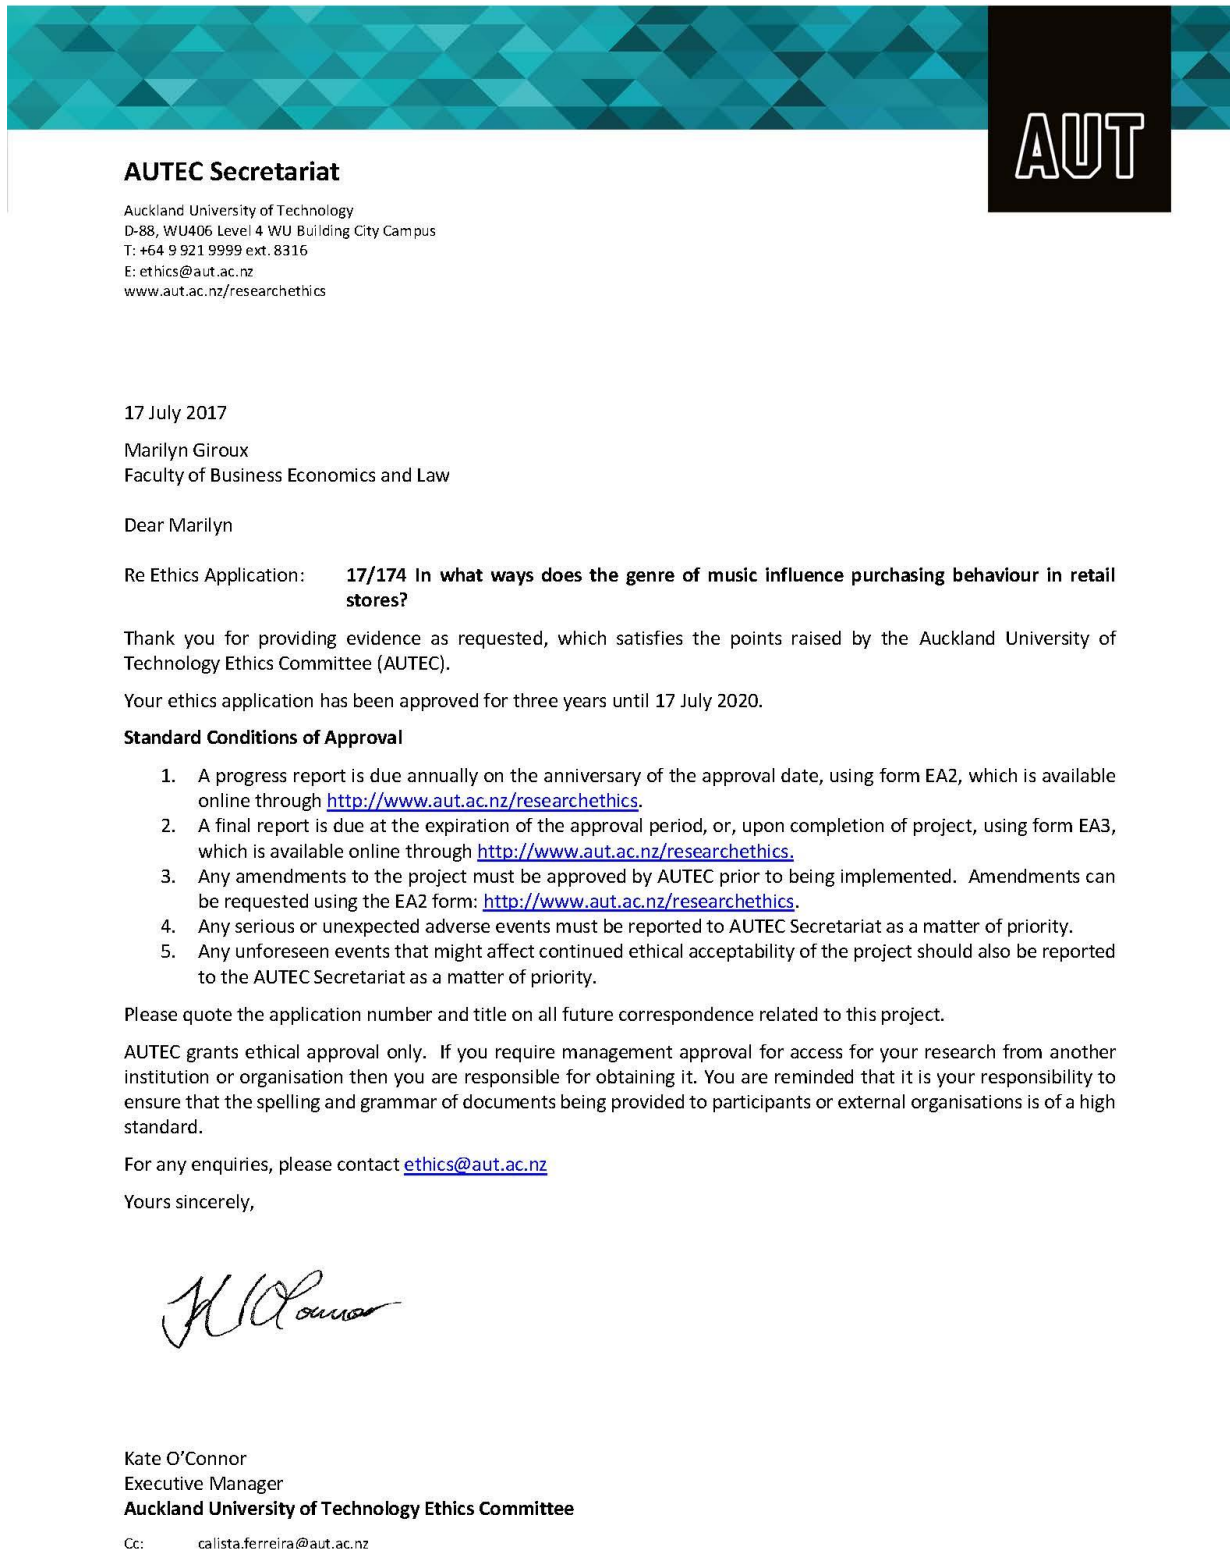 AUT
AUTEC Secretariat
Auckland University of Technology
D-88, WU406 Level 4 WU Building City Campus
T: +64 9 921 9999 ext. 8316
E: ethics@aut.ac.nz
www.aut.ac.nz/researchethics
17 July 2017
Marilyn Giroux
Faculty of Business Economics and Law
Dear Marilyn
Re Ethics Application: 17/174 In what ways does the genre of music influence purchasing behaviour in retail
stores?
Thank you for providing evidence as requested, which satisfies the points raised by the Auckland University of
Technology Ethics Committee (AUTEC).
Your ethics application has been approved for three years until 17 July 2020.
Standard Conditions of Approval
1. A progress report is due annually on the anniversary of the approval date, using form EA2, which is available
online through http://www.aut.ac.nz/researchethics.
2. A final report is due at the expiration of the approval period, or, upon completion of project, using form EA3,
which is available online through http://www.aut.ac.nz/researchethics.
3. Any amendments to the project must be approved by AUTEC prior to being implemented. Amendments can
be requested using the EA2 form: http://www.aut.ac.nz/researchethics.
4. Any serious or unexpected adverse events must be reported to AUTEC Secretariat as a matter of priority.
5. Any unforeseen events that might affect continued ethical acceptability of the project should also be reported
to the AUTEC Secretariat as a matter of priority.
Please quote the application number and title on all future correspondence related to this project.
AUTEC grants ethical approval only. If you require management approval for access for your research from another
institution or organisation then you are responsible for obtaining it. You are reminded that it is your responsibility to
ensure that the spelling and grammar of documents being provided to participants or external organisations is of a high
standard.
For any enquiries, please contact ethics@aut.ac.nz
Yours sincerely,
K O'Connor
Kate O'Connor
Executive Manager
Auckland University of Technology Ethics Committee
Cc: calista.ferreira@aut.ac.nz